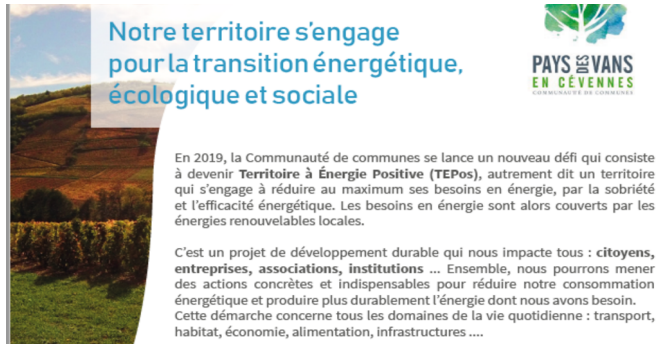 Notre territoire s'engage
pour la transition énergétique,
écologique et sociale
PAYS DES VANS
EN CÉVENNES
COMMUNAUTÉ DE COMMUNES
En 2019, la Communauté de communes se lance un nouveau défi qui consiste
à devenir Territoire à Énergie Positive (TEPos), autrement dit un territoire
qui s'engage à réduire au maximum ses besoins en énergie, par la sobriété
et l'efficacité énergétique. Les besoins en énergie sont alors couverts par les
énergies renouvelables locales.
C'est un projet de développement durable qui nous impacte tous : citoyens,
entreprises, associations, institutions ... Ensemble, nous pourrons mener
des actions concrètes et indispensables pour réduire notre consommation
énergétique et produire plus durablement l'énergie dont nous avons besoin.
Cette démarche concerne tous les domaines de la vie quotidienne : transport,
habitat, économie, alimentation, infrastructures ....